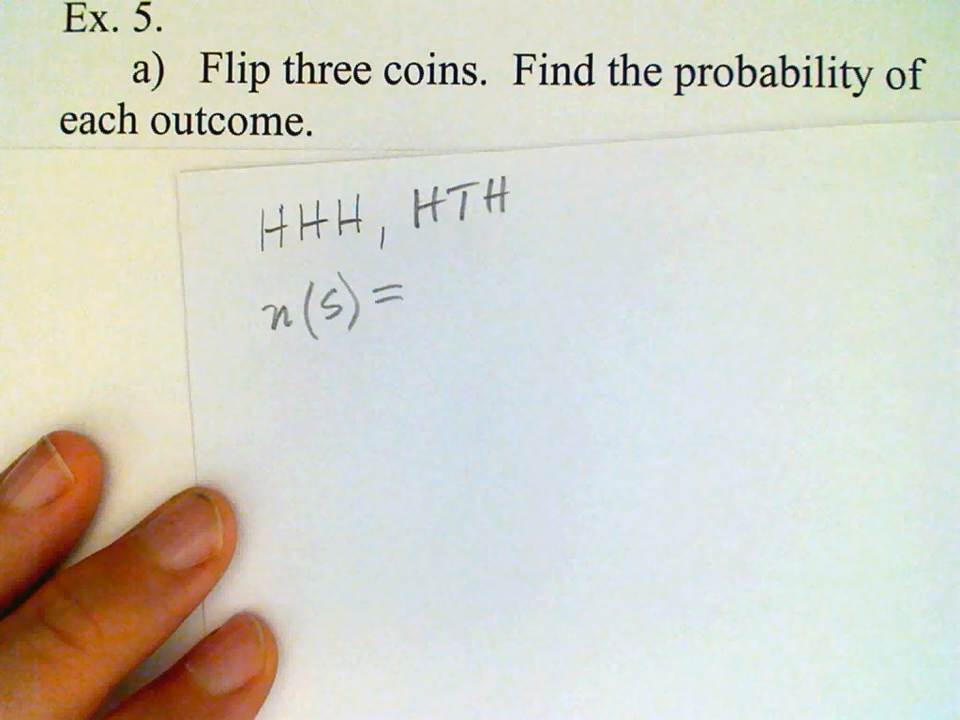 Ex. 5.
a) Flip three coins. Find the probability of
each outcome.
HHH, HTH
n(S) =